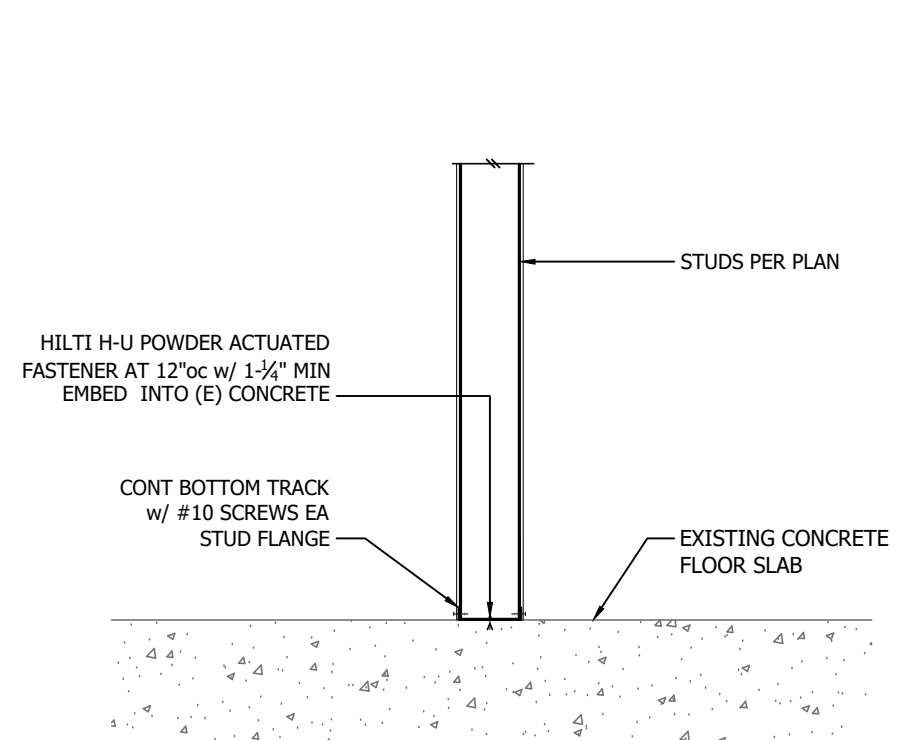 STUDS PER PLAN
HILTI H-U POWDER ACTUATED
FASTENER AT 12"oc w/ 1-¼" MIN
EMBED INTO (E) CONCRETE
CONT BOTTOM TRACK
w/ #10 SCREWS EA
STUD FLANGE
EXISTING CONCRETE
FLOOR SLAB